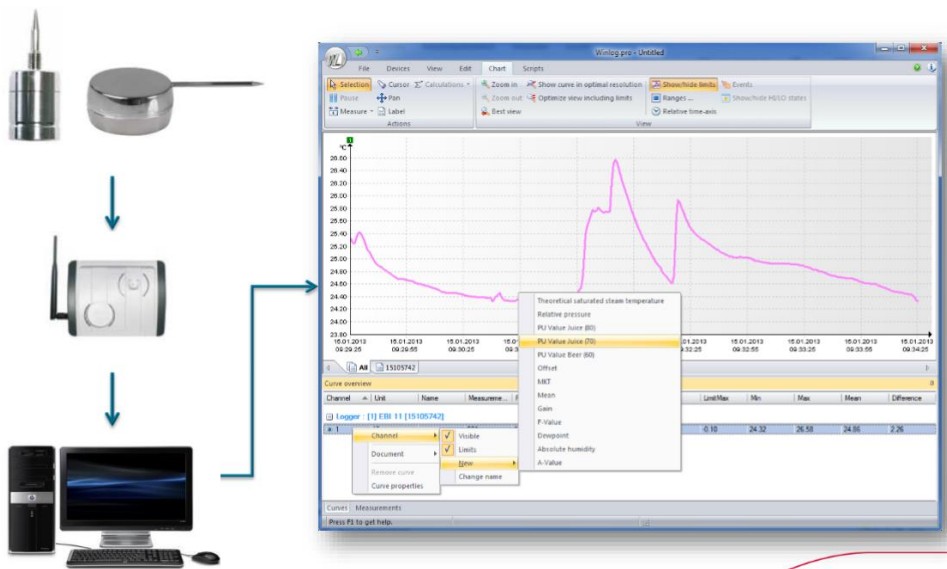 Winlog.pro - Untitled
File Devices View Edit Chart Scripts
Selection Cursor Calculations Zoom in Show curve in optimal resolution Show/hide limits Events
Pause Pan Zoom out Optimize view including limits Ranges ... Show/hide HI/LO states
Measure Label Best view Relative time-axis
Actions View
1
°C
26.60
26.40
26.20
26.00
25.80
25.60
25.40
25.20
25.00
24.80
24.60
24.40
24.20
24.00
23.80
15.01.2013 15.01.2013 15.01.2013 15.01.2013 15.01.2013 15.01.2013 15.01.2013
09:29:25 09:29:55 09:30:25 09:32:25 09:32:55 09:33:25 09:33:55 09:34:25
Theoretical saturated steam temperature
Relative pressure
PU Value Juice (80)
PU Value Juice (70)
PU Value Beer (60)
Offset
MKT
Mean
Gain
F-Value
Dewpoint
Absolute humidity
A-Value
All 15105742
Curve overview
Channel Unit Name Measureme... LimitMax Min Max Mean Difference
Logger : [1] EBI 11 [15105742]
1 -0.10 24.32 26.58 24.86 2.26
Channel
Document
Remove curve
Curve properties
Visible
Limits
New
Change name
Curves Measurements
Press F1 to get help.